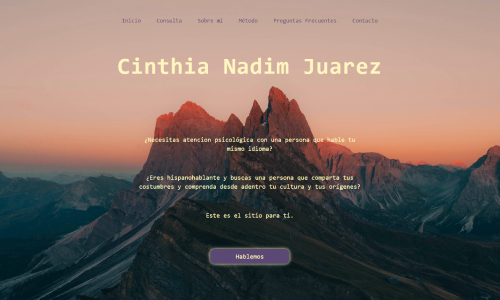 Inicio Consulta Sobre mí Método Preguntas Frecuentes Contacto
Cinthia Nadim Juarez
¿Necesitas atencion psicológica con una persona que hable tu
mismo idioma?
¿Eres hispanohablante y buscas una persona que comparta tus
costumbres y comprenda desde adentro tu cultura y tus orígenes?
Este es el sitio para ti.
Hablemos